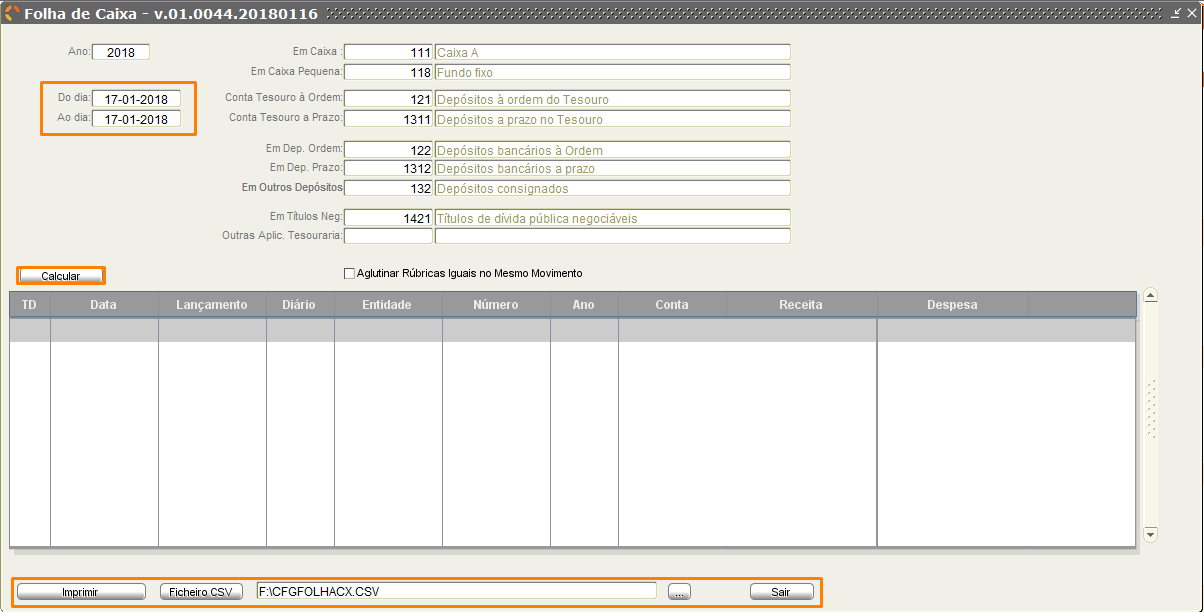 Folha de Caixa - v.01.0044.20180116
Ano: 2018
Em Caixa : 111 Caixa A
Em Caixa Pequena: 118 Fundo fixo
Do dia: 17-01-2018
Conta Tesouro à Ordem: 121 Depósitos à ordem do Tesouro
Ao dia: 17-01-2018
Conta Tesouro a Prazo: 1311 Depósitos a prazo no Tesouro
Em Dep. Ordem: 122 Depósitos bancários à Ordem
Em Dep. Prazo: 1312 Depósitos bancários a prazo
Em Outros Depósitos 132 Depósitos consignados
Em Títulos Neg: 1421 Títulos de dívida pública negociáveis
Outras Aplic. Tesouraria:
Calcular
Aglutinar Rúbricas Iguais no Mesmo Movimento
TD Data Lançamento Diário Entidade Número Ano Conta Receita Despesa
Imprimir Ficheiro CSV F:\CFGFOLHACX.CSV ... Sair